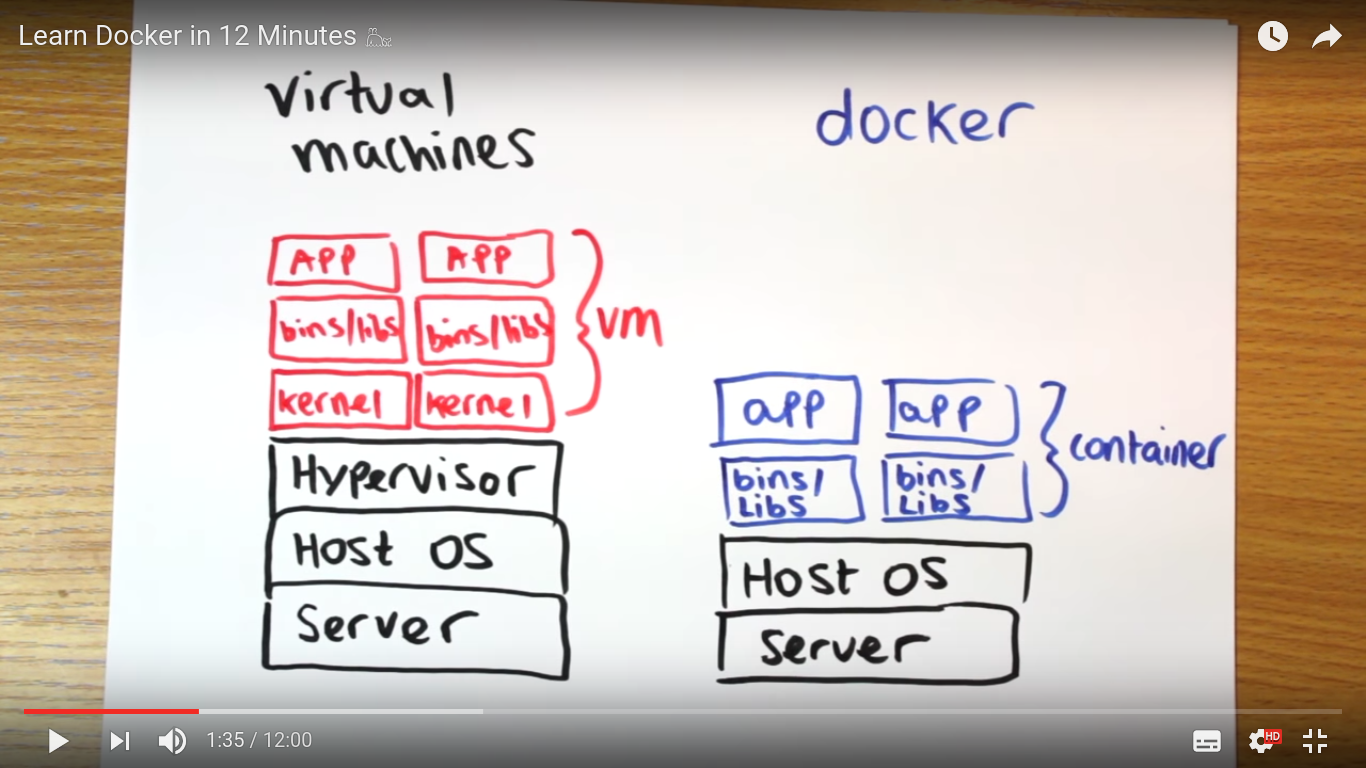 Learn Docker in 12 Minutes 🐳
virtual
machines
docker
APP
APP
bins/libs
bins/libs
kernel
kernel
vm
Hypervisor
Host OS
Server
app
app
bins/
Libs
bins/
Libs
container
Host OS
Server
1:35 / 12:00
HD